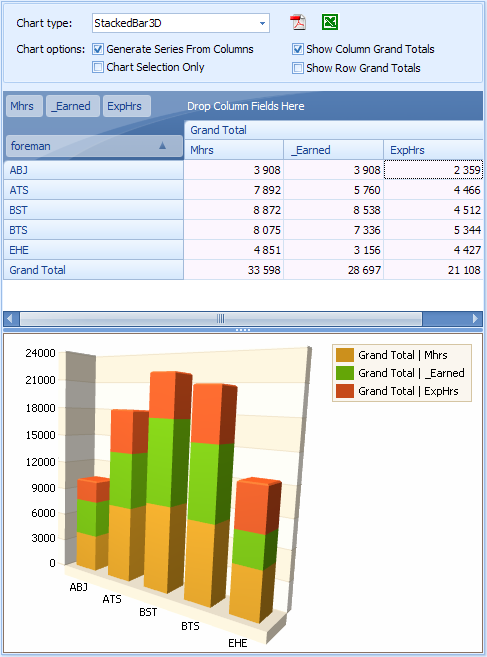 Chart type: StackedBar3D
Chart options: Generate Series From Columns Show Column Grand Totals
Chart Selection Only Show Row Grand Totals
Mhrs _Earned ExpHrs Drop Column Fields Here
Grand Total
foreman Mhrs _Earned ExpHrs
ABJ 3 908 3 908 2 359
ATS 7 892 5 760 4 466
BST 8 872 8 538 4 512
BTS 8 075 7 336 5 344
EHE 4 851 3 156 4 427
Grand Total 33 598 28 697 21 108
24000
21000
18000
15000
12000
9000
6000
3000
0
ABJ
ATS
BST
BTS
EHE
Grand Total | Mhrs
Grand Total | _Earned
Grand Total | ExpHrs